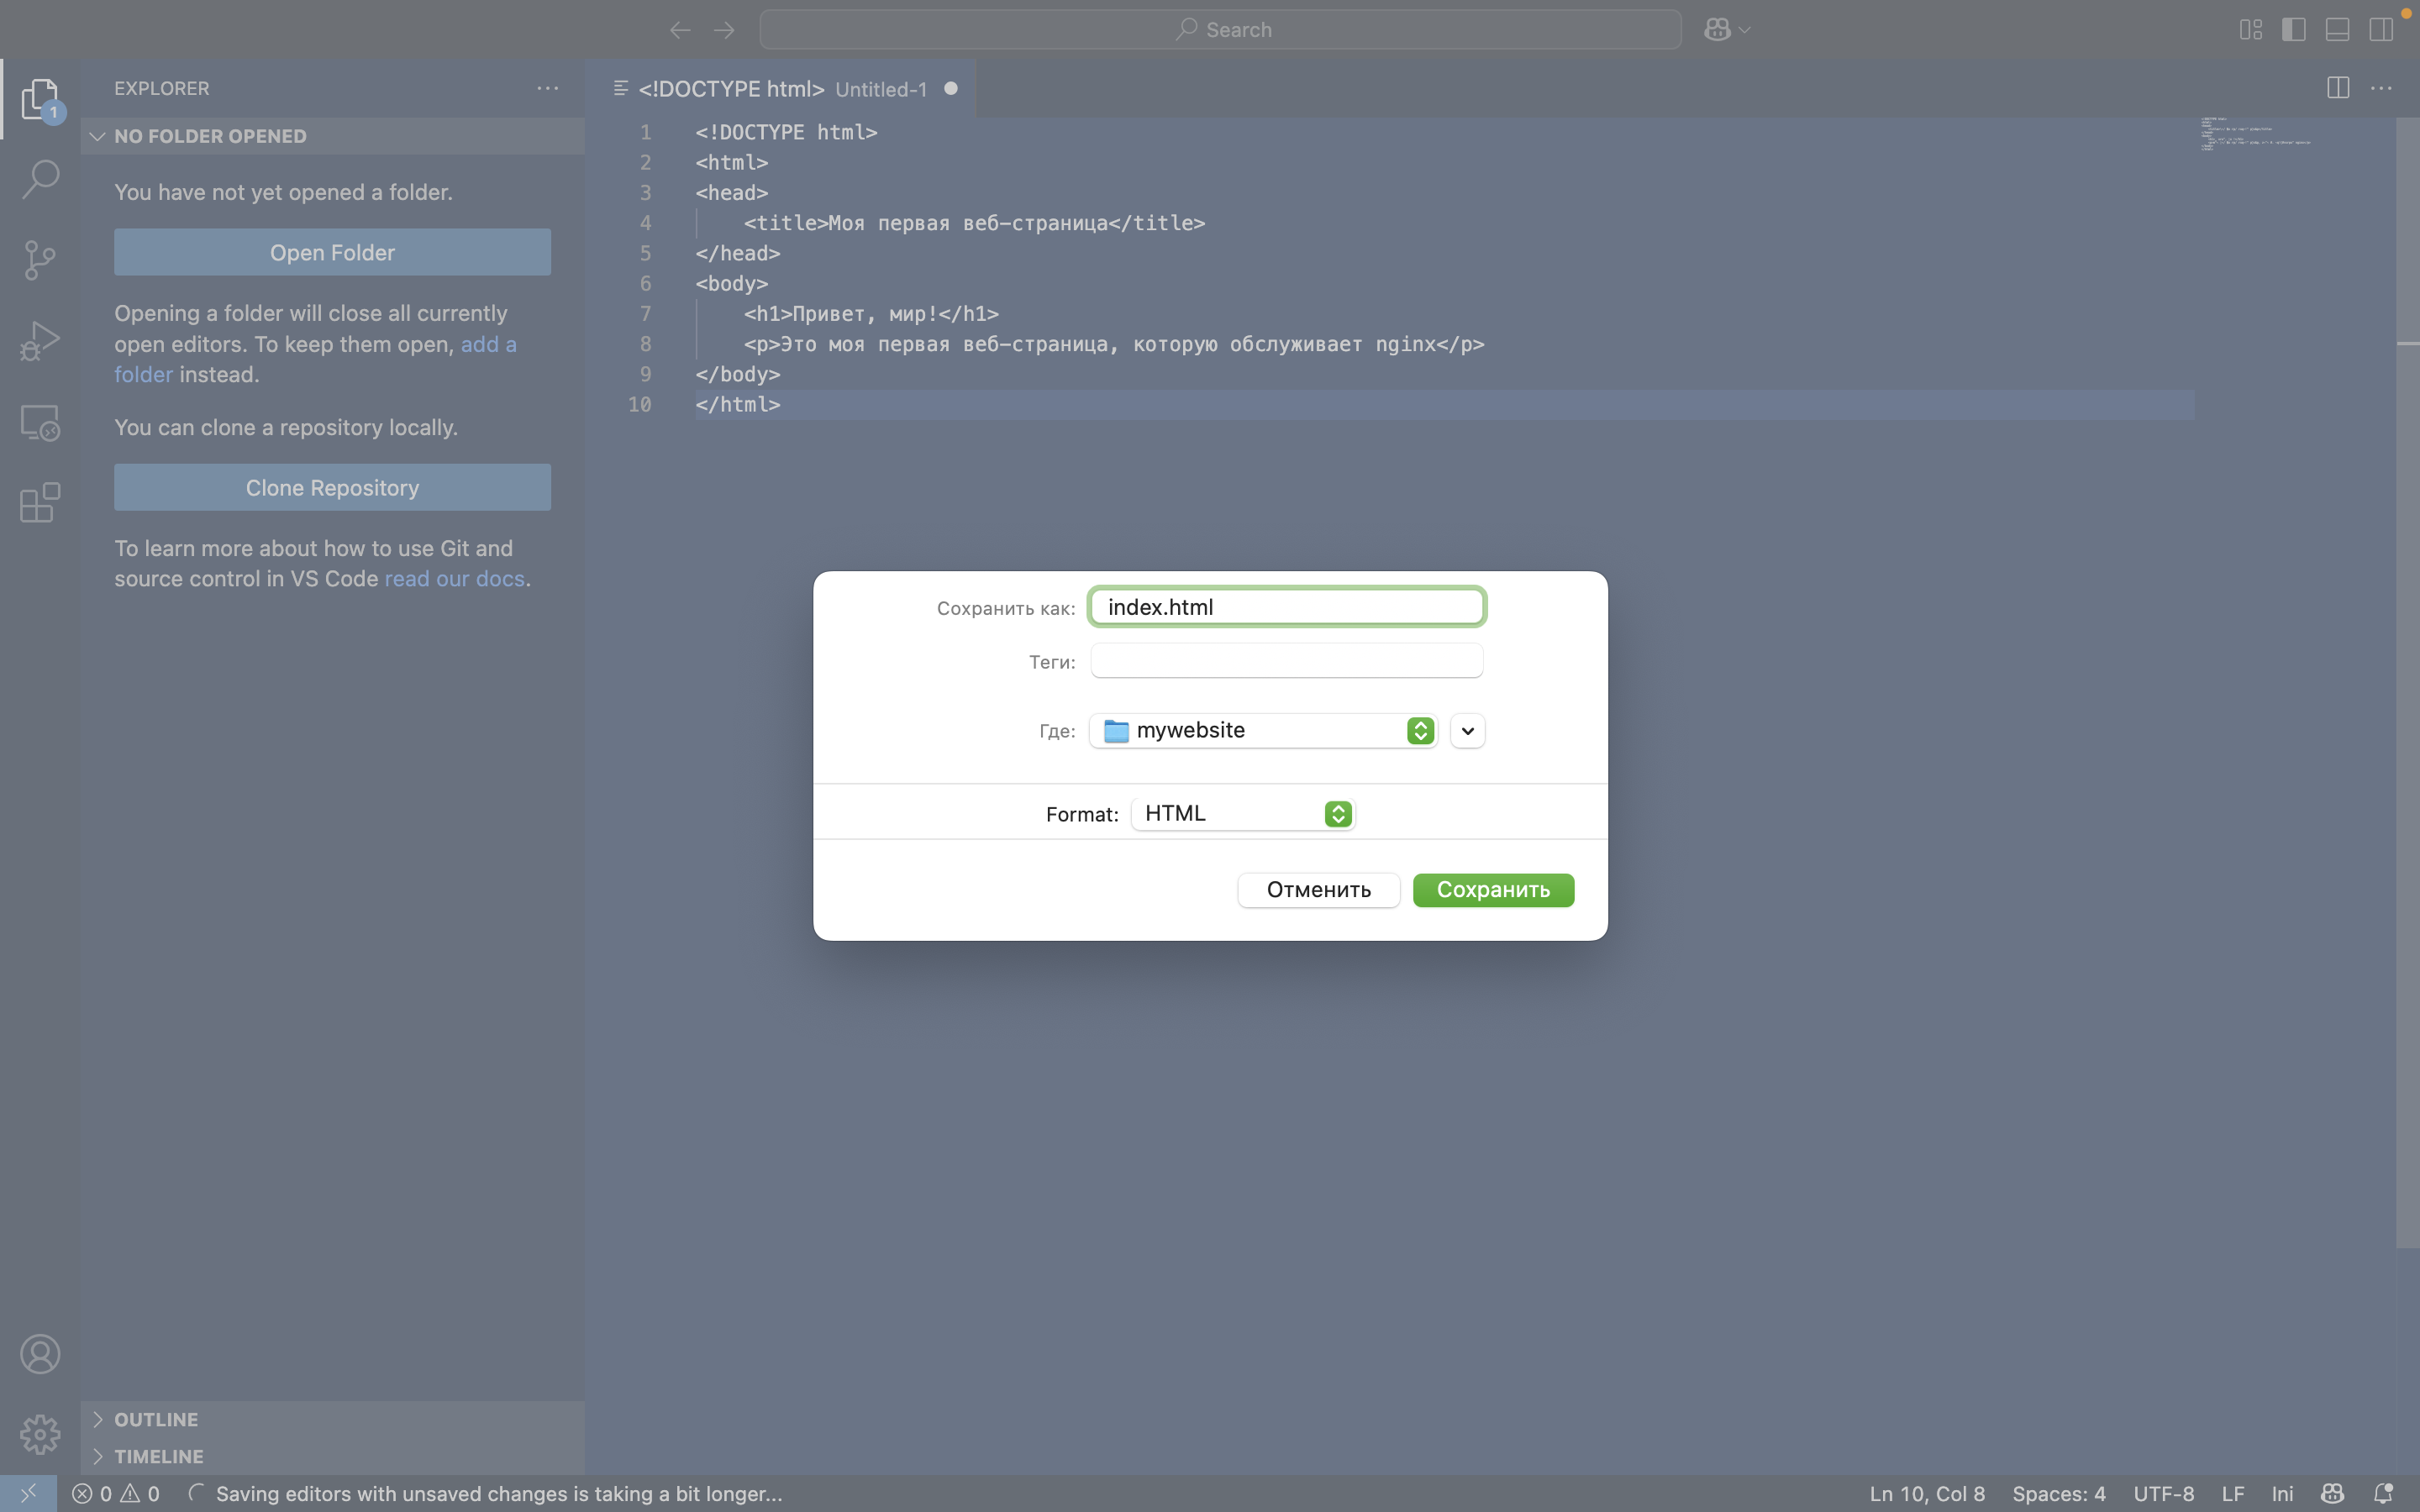 Search
EXPLORER
NO FOLDER OPENED
You have not yet opened a folder.
Open Folder
Opening a folder will close all currently
open editors. To keep them open, add a
folder instead.
You can clone a repository locally.
Clone Repository
To learn more about how to use Git and
source control in VS Code read our docs.
OUTLINE
TIMELINE
1
<!DOCTYPE html> Untitled-1
1 <!DOCTYPE html>
2 <html>
3 <head>
4 <title>Моя первая веб-страница</title>
5 </head>
6 <body>
7 <h1>Привет, мир!</h1>
8 <p>Это моя первая веб-страница, которую обслуживает nginx</p>
9 </body>
10 </html>
Сохранить как: index.html
Теги:
Где: mywebsite
Format: HTML
Отменить Сохранить
0 0 Saving editors with unsaved changes is taking a bit longer...
Ln 10, Col 8 Spaces: 4 UTF-8 LF Ini